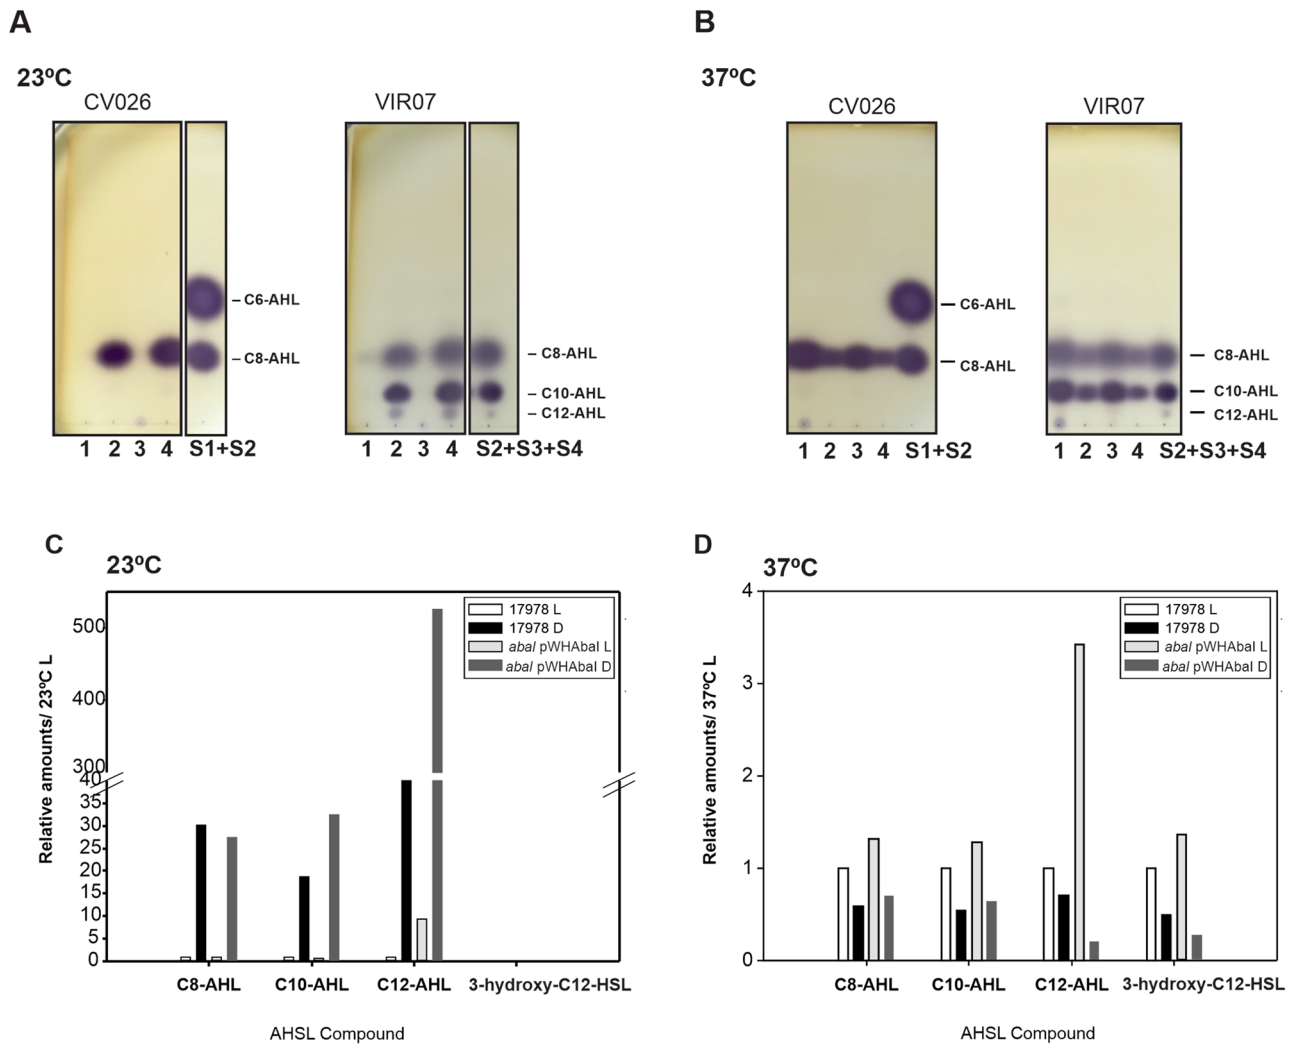 A
B
23ºC
37ºC
CV026
VIR07
CV026
VIR07
C6-AHL
C8-AHL
C8-AHL
C10-AHL
C12-AHL
C6-AHL
C8-AHL
C8-AHL
C10-AHL
C12-AHL
1 2 3 4 S1+S2
1 2 3 4 S2+S3+S4
1 2 3 4 S1+S2
1 2 3 4 S2+S3+S4
C
23ºC
Relative amounts/ 23ºC L
500
400
300
40
35
30
25
20
15
10
5
0
17978 L
17978 D
abaI pWHAbaI L
abaI pWHAbaI D
C8-AHL C10-AHL C12-AHL 3-hydroxy-C12-HSL
AHSL Compound
D
37ºC
Relative amounts/ 37ºC L
4
3
2
1
0
17978 L
17978 D
abaI pWHAbaI L
abaI pWHAbaI D
C8-AHL C10-AHL C12-AHL 3-hydroxy-C12-HSL
AHSL Compound